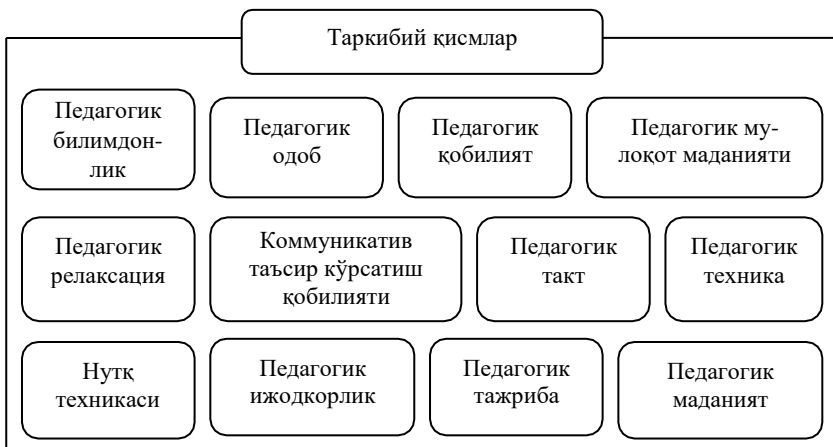 Таркибий қисмлар
Педагогик
билимдон-
лик
Педагогик
одоб
Педагогик
қобилият
Педагогик му-
лоқот маданияти
Педагогик
релаксация
Коммуникатив
таъсир кўрсатиш
қобилияти
Педагогик
такт
Педагогик
техника
Нутқ
техникаси
Педагогик
ижодкорлик
Педагогик
тажриба
Педагогик
маданият